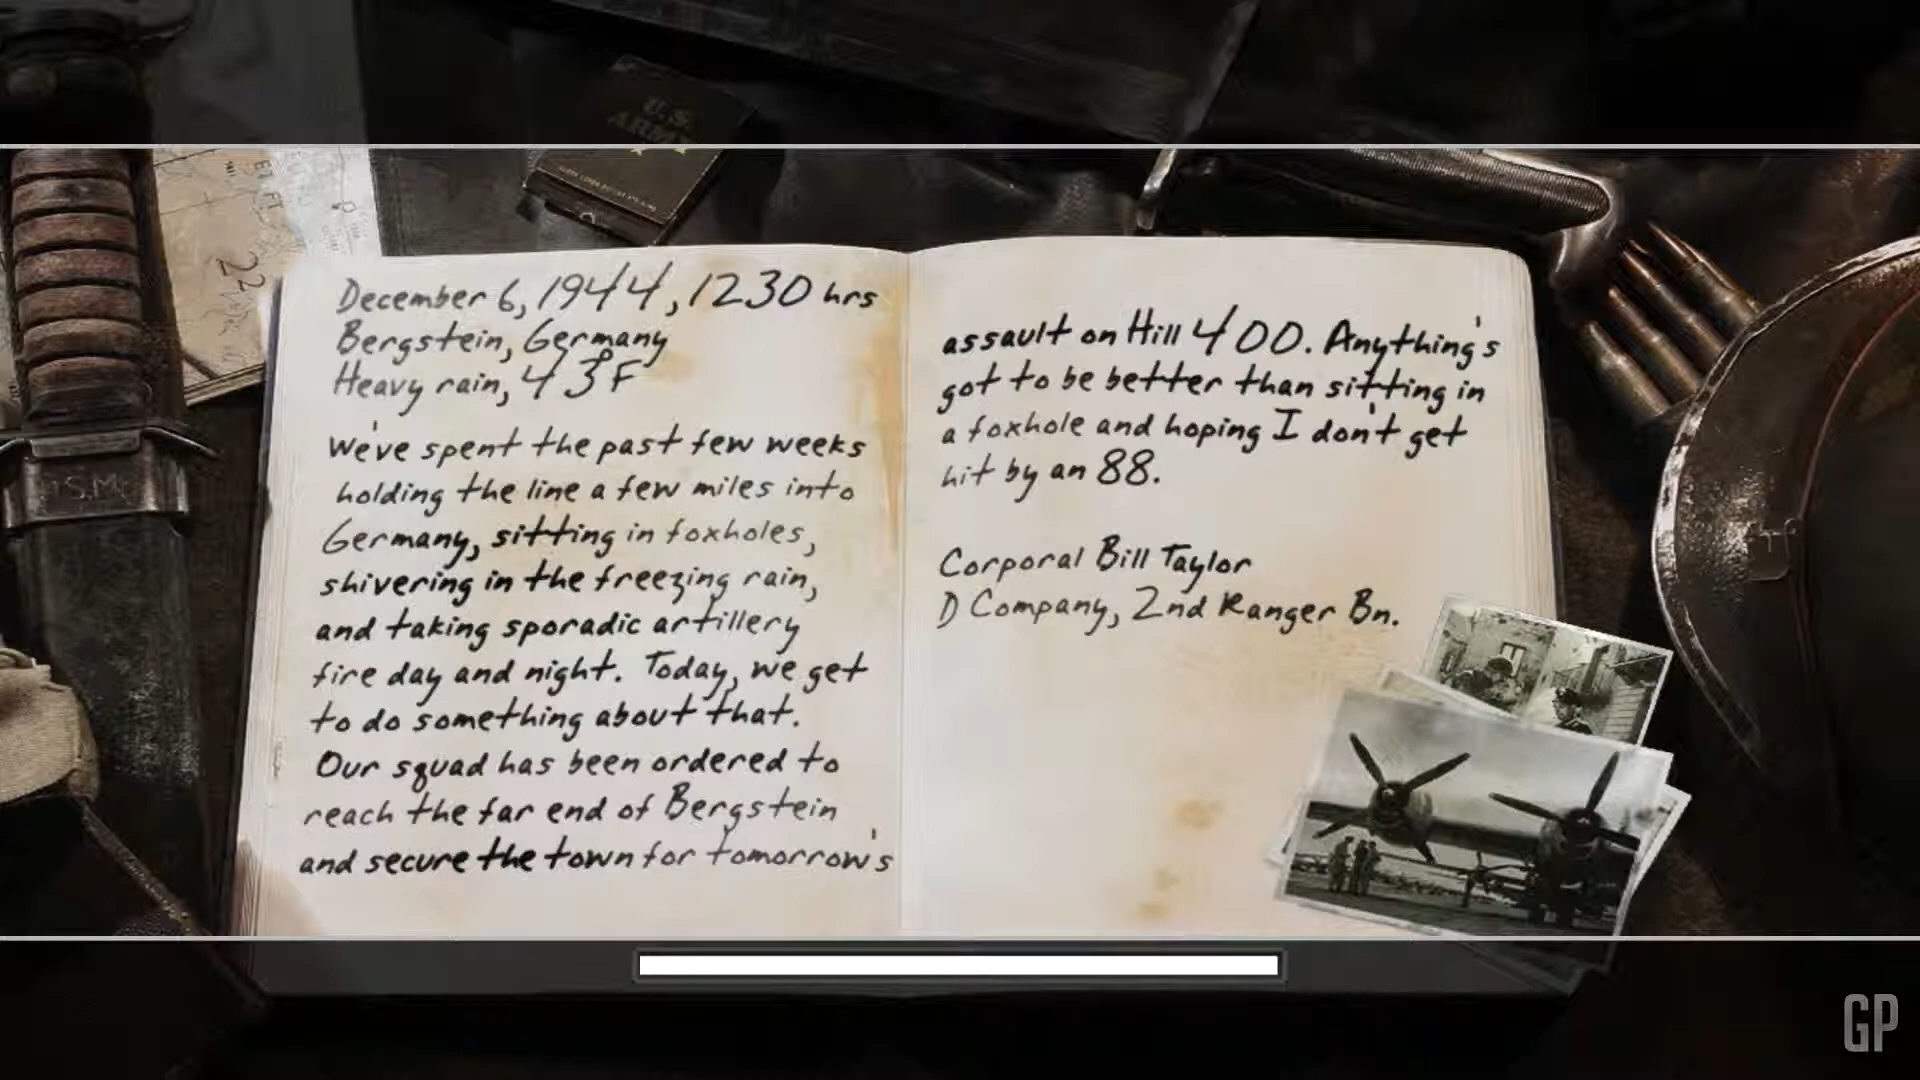 U.S.
ARMY
22
U.S.M.
December 6, 1944, 1230 hrs
Bergstein, Germany
Heavy rain, 43°F
We've spent the past few weeks
holding the line a few miles into
Germany, sitting in foxholes,
shivering in the freezing rain,
and taking sporadic artillery
fire day and night. Today, we get
to do something about that.
Our squad has been ordered to
reach the far end of Bergstein
and secure the town for tomorrow's
assault on Hill 400. Anything's
got to be better than sitting in
a foxhole and hoping I don't get
hit by an 88.
Corporal Bill Taylor
D Company, 2nd Ranger Bn.
GP